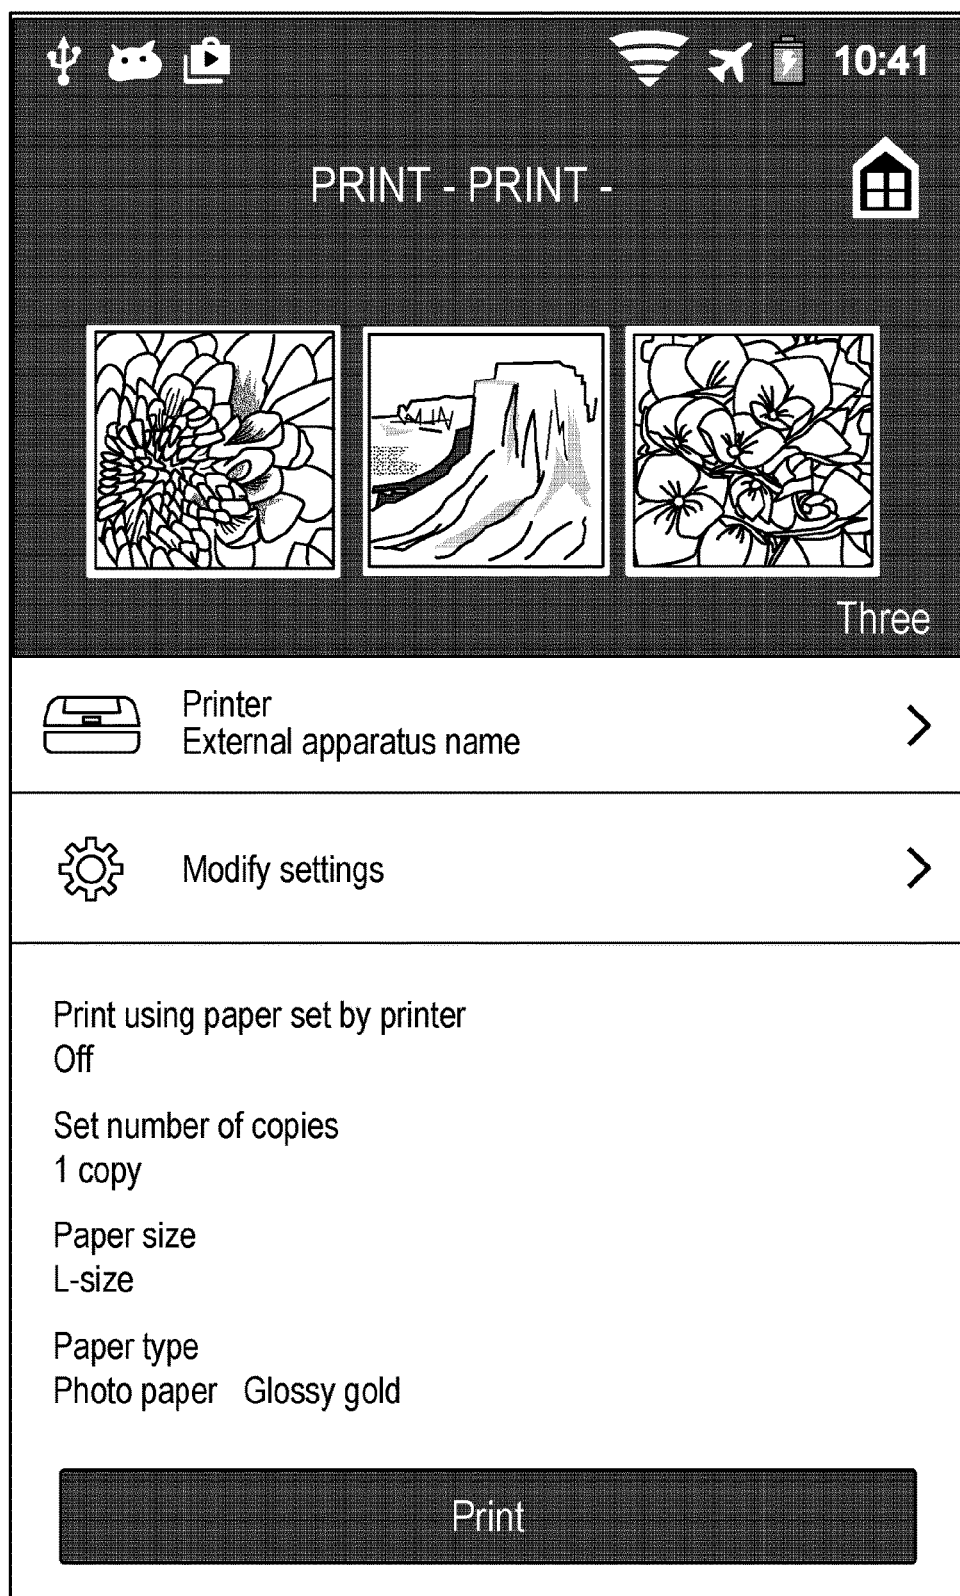 10:41
PRINT - PRINT -
Three
Printer
External apparatus name
Modify settings
Print using paper set by printer
Off
Set number of copies
1 copy
Paper size
L-size
Paper type
Photo paper Glossy gold
Print